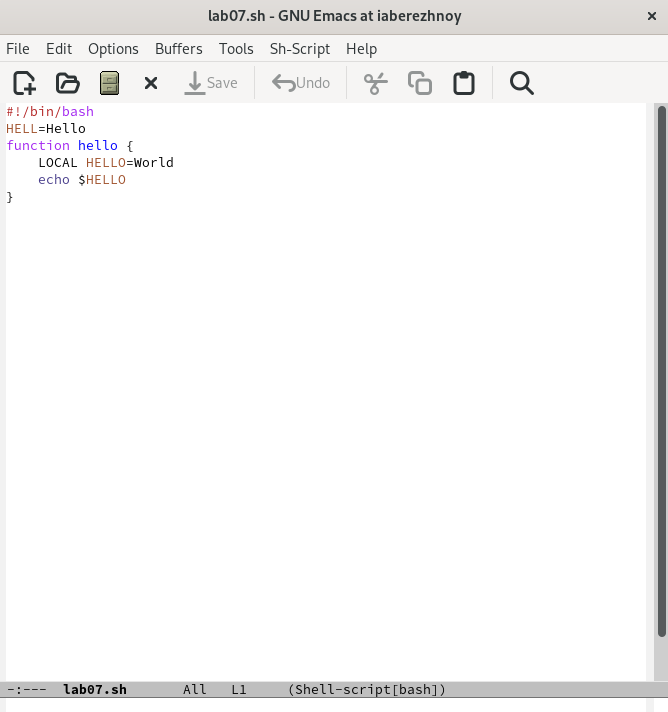 lab07.sh - GNU Emacs at iaberezhnoy
File Edit Options Buffers Tools Sh-Script Help
Save Undo
#!/bin/bash
HELL=Hello
function hello {
    LOCAL HELLO=World
    echo $HELLO
}
-:--- lab07.sh All L1 (Shell-script[bash])